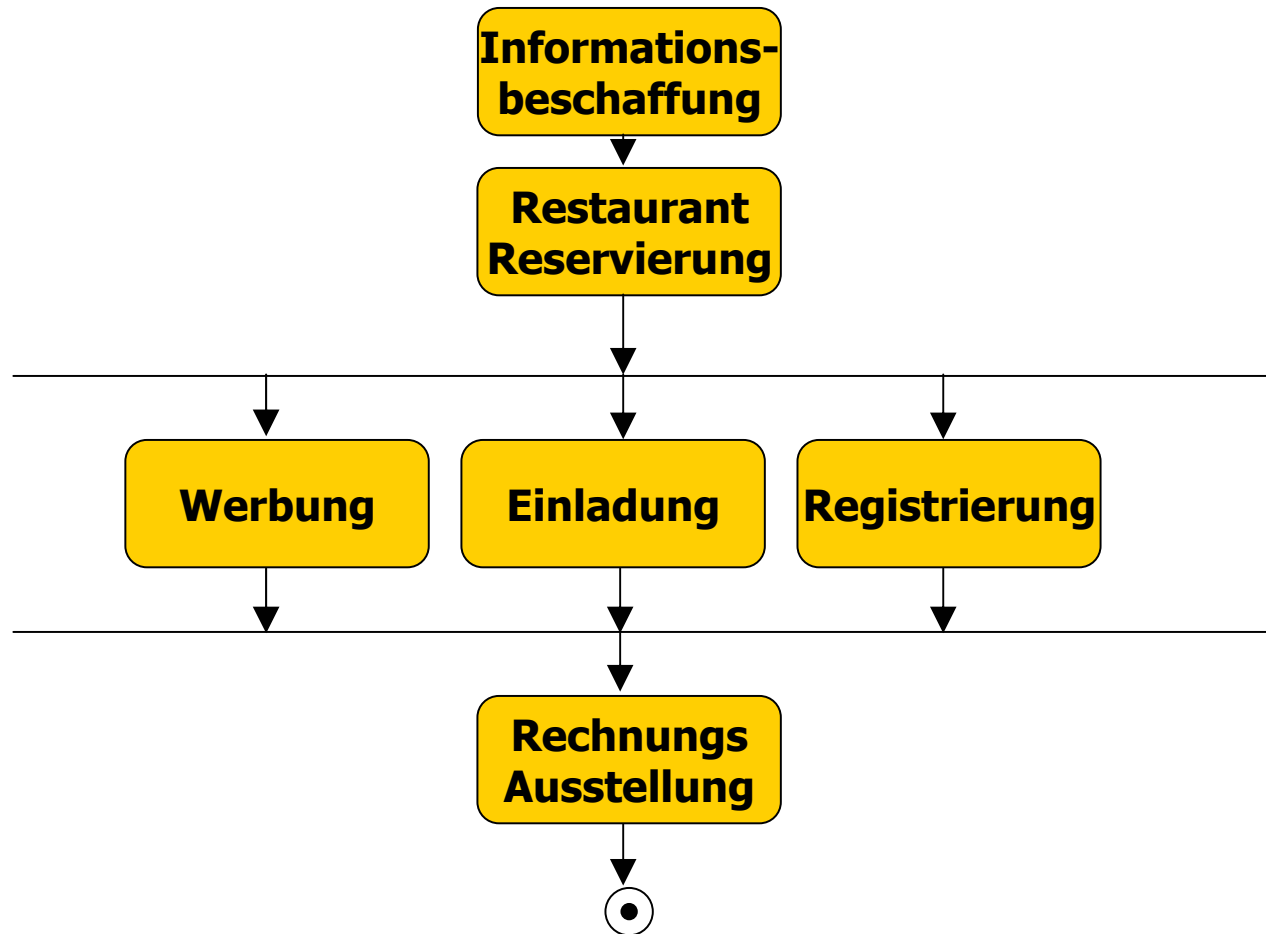 Informations-
beschaffung
Restaurant
Reservierung
Werbung
Einladung
Registrierung
Rechnungs
Ausstellung